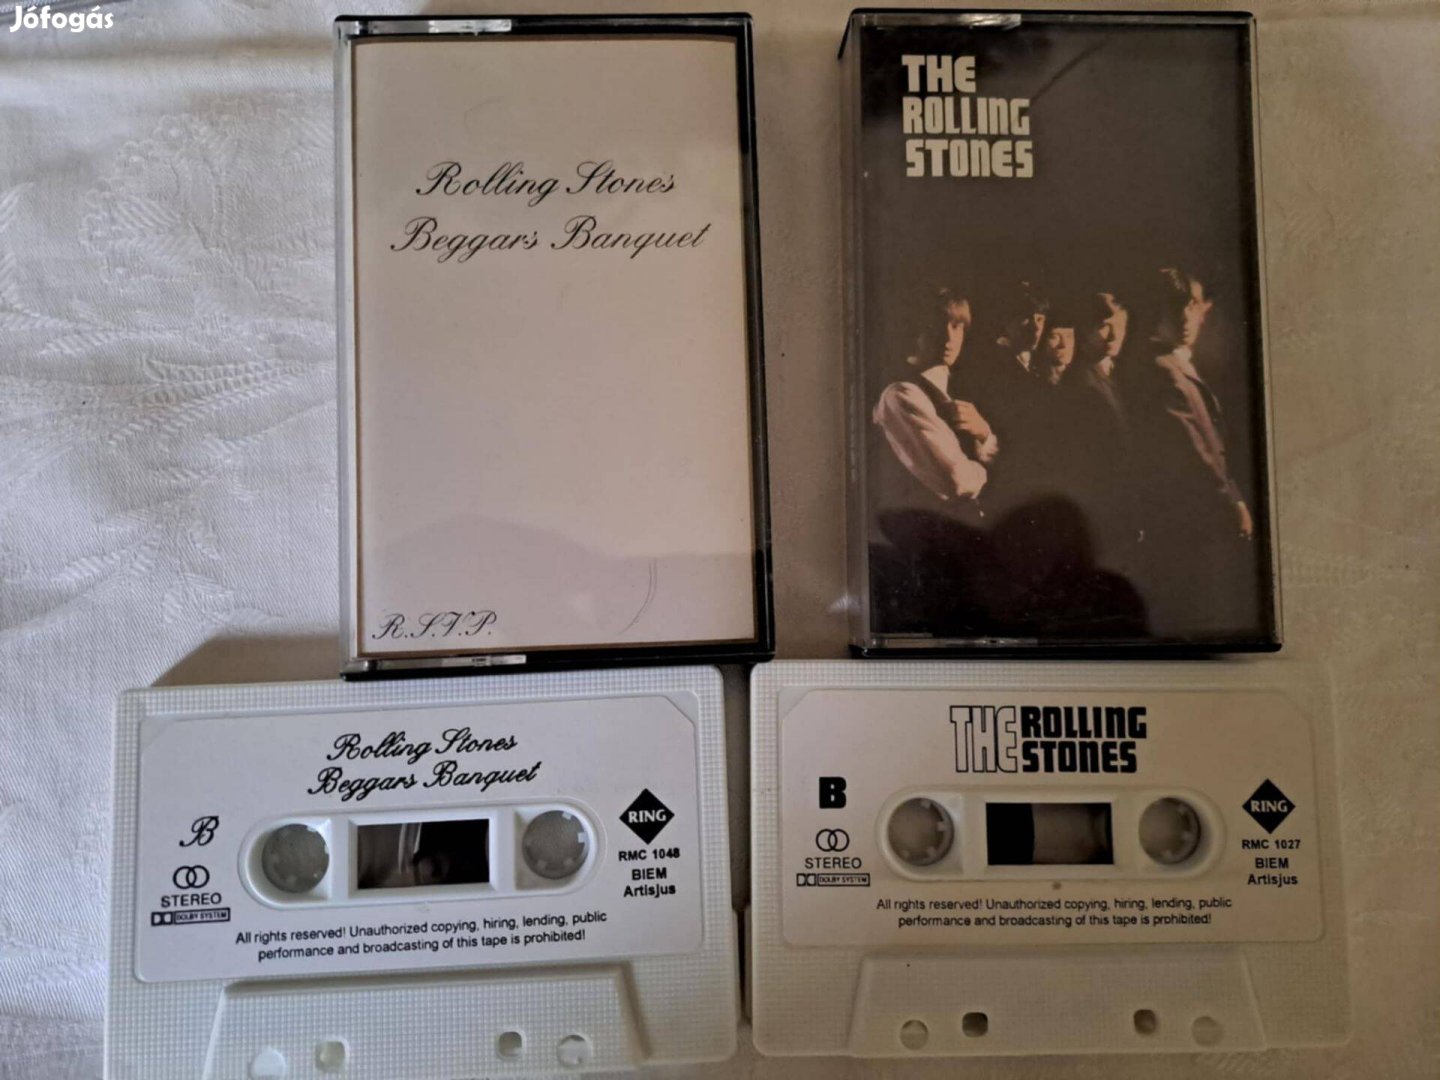 Jófogás
Rolling Stones
Beggars Banquet
R.S.V.P.
THE
ROLLING
STONES
Rolling Stones
Beggars Banquet
B
STEREO
DOLBY SYSTEM
RING
RMC 1048
BIEM
Artisjus
All rights reserved! Unauthorized copying, hiring, lending, public
performance and broadcasting of this tape is prohibited!
THE ROLLING
STONES
B
STEREO
DOLBY SYSTEM
RING
RMC 1027
BIEM
Artisjus
All rights reserved! Unauthorized copying, hiring, lending, public
performance and broadcasting of this tape is prohibited!